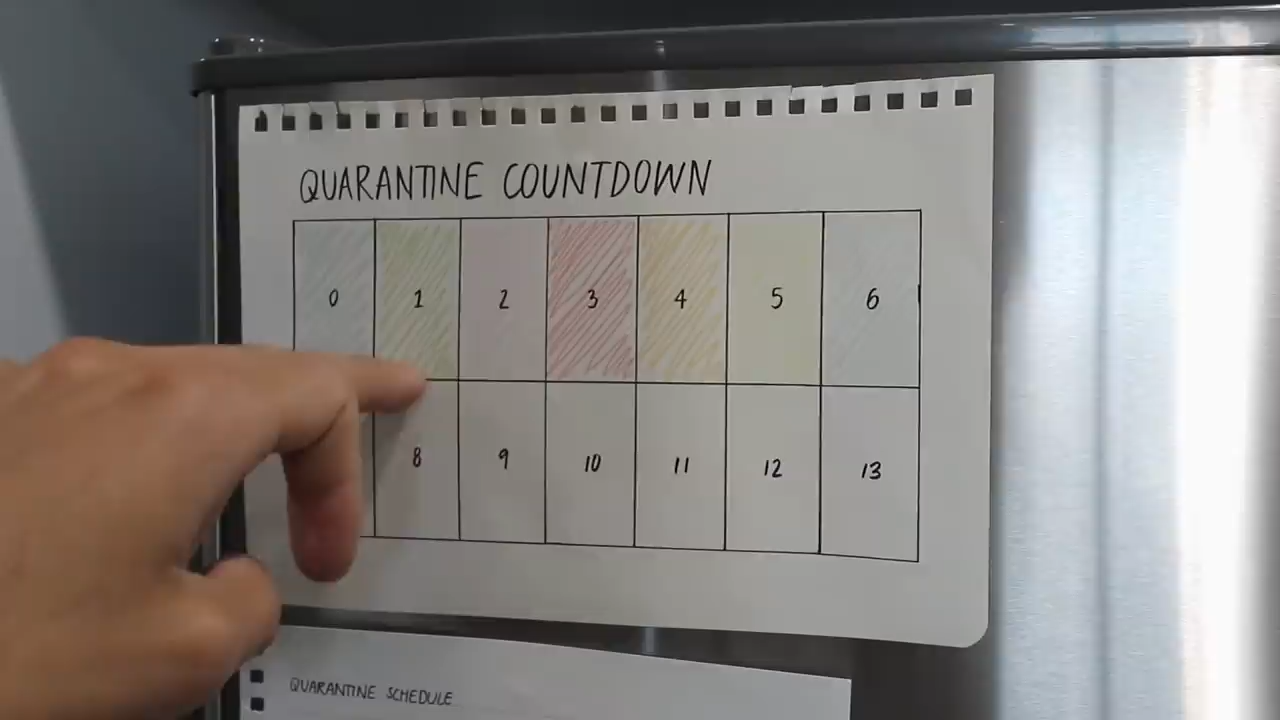 QUARANTINE COUNTDOWN
0 1 2 3 4 5 6
8 9 10 11 12 13
QUARANTINE SCHEDULE